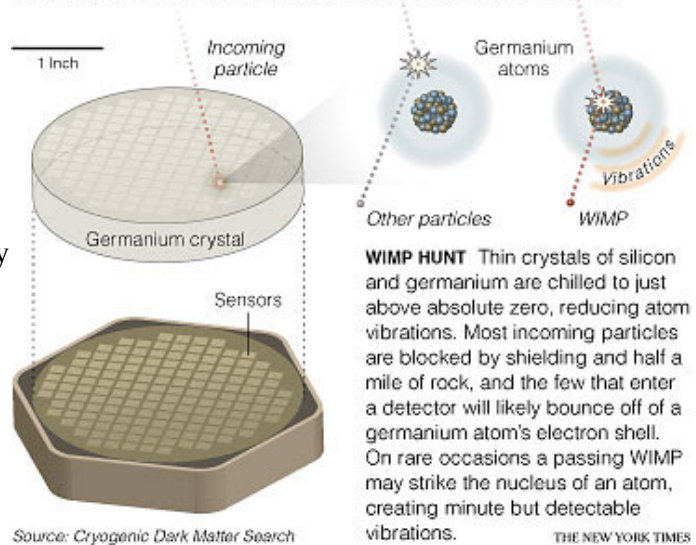 1 Inch
Incoming
particle
Germanium
atoms
Vibrations
Other particles
WIMP
Germanium crystal
y
Sensors
WIMP HUNT Thin crystals of silicon
and germanium are chilled to just
above absolute zero, reducing atom
vibrations. Most incoming particles
are blocked by shielding and half a
mile of rock, and the few that enter
a detector will likely bounce off of a
germanium atom's electron shell.
On rare occasions a passing WIMP
may strike the nucleus of an atom,
creating minute but detectable
vibrations.
Source: Cryogenic Dark Matter Search
THE NEW YORK TIMES